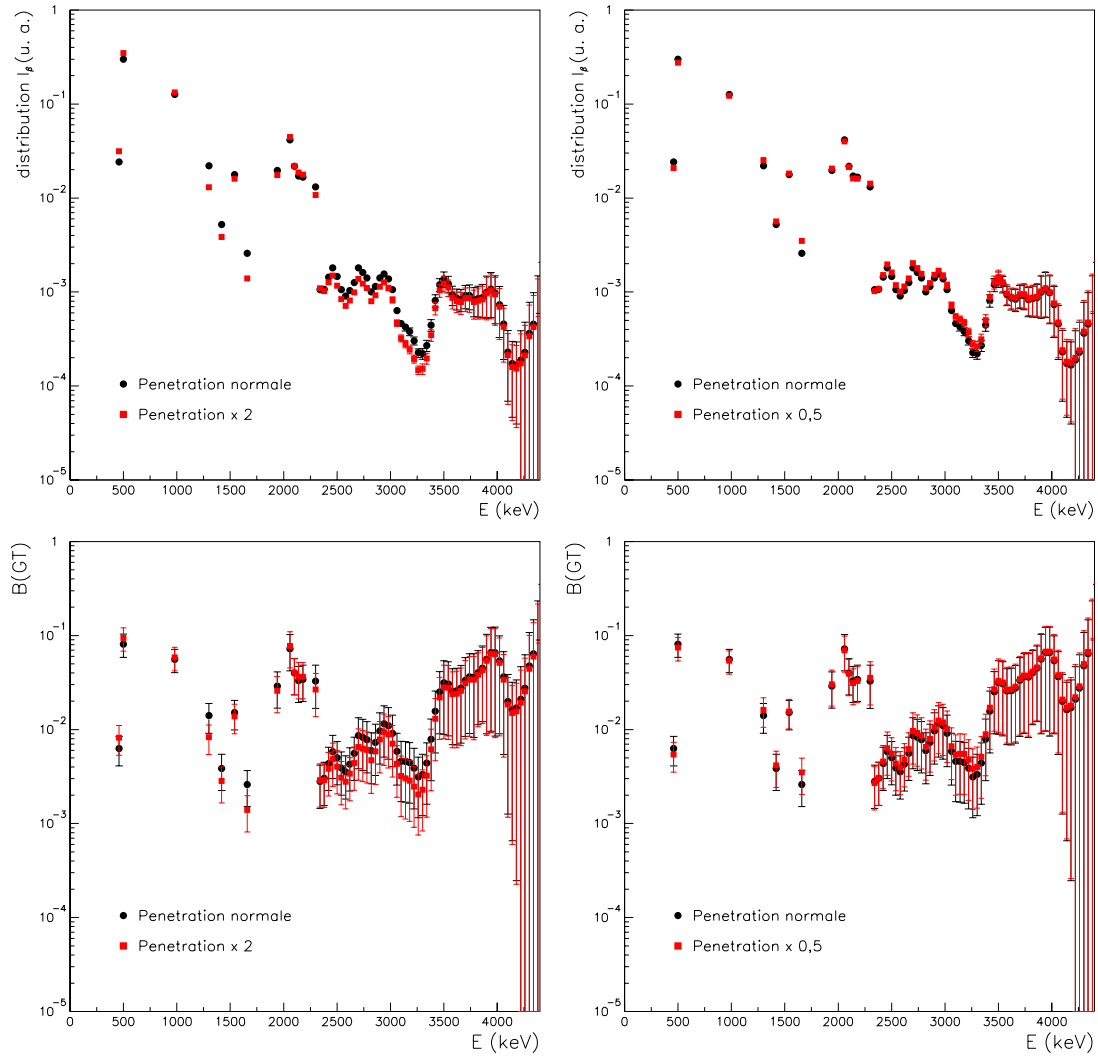 distribution I β (u. a.)
1
10 -1
10 -2
10 -3
10 -4
10 -5
Penetration normale
Penetration x 2
0 500 1000 1500 2000 2500 3000 3500 4000
E (keV)
distribution I β (u. a.)
1
10 -1
10 -2
10 -3
10 -4
10 -5
Penetration normale
Penetration x 0,5
0 500 1000 1500 2000 2500 3000 3500 4000
E (keV)
B(GT)
1
10 -1
10 -2
10 -3
10 -4
10 -5
Penetration normale
Penetration x 2
0 500 1000 1500 2000 2500 3000 3500 4000
E (keV)
B(GT)
1
10 -1
10 -2
10 -3
10 -4
10 -5
Penetration normale
Penetration x 0,5
0 500 1000 1500 2000 2500 3000 3500 4000
E (keV)